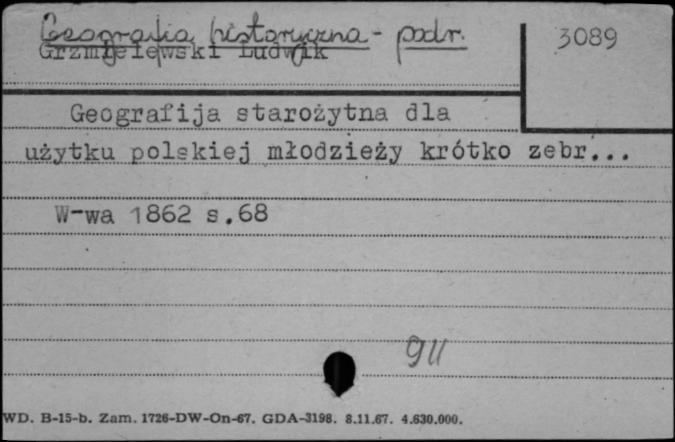 Geografia historyczna - podr.
3089
Grzmielewski Ludwik
Geografija starożytna dla
użytku polskiej młodzieży krótko zebr...
W-wa 1862 s.68
911
WD. B-15-b. Zam. 1726-DW-On-67. GDA-3198. 8.11.67. 4.630.000.